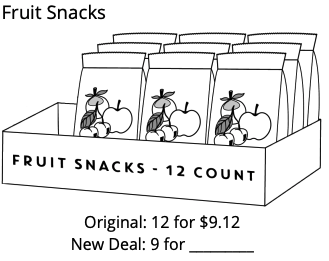 Fruit Snacks
FRUIT SNACKS - 12 COUNT
Original: 12 for $9.12
New Deal: 9 for ________